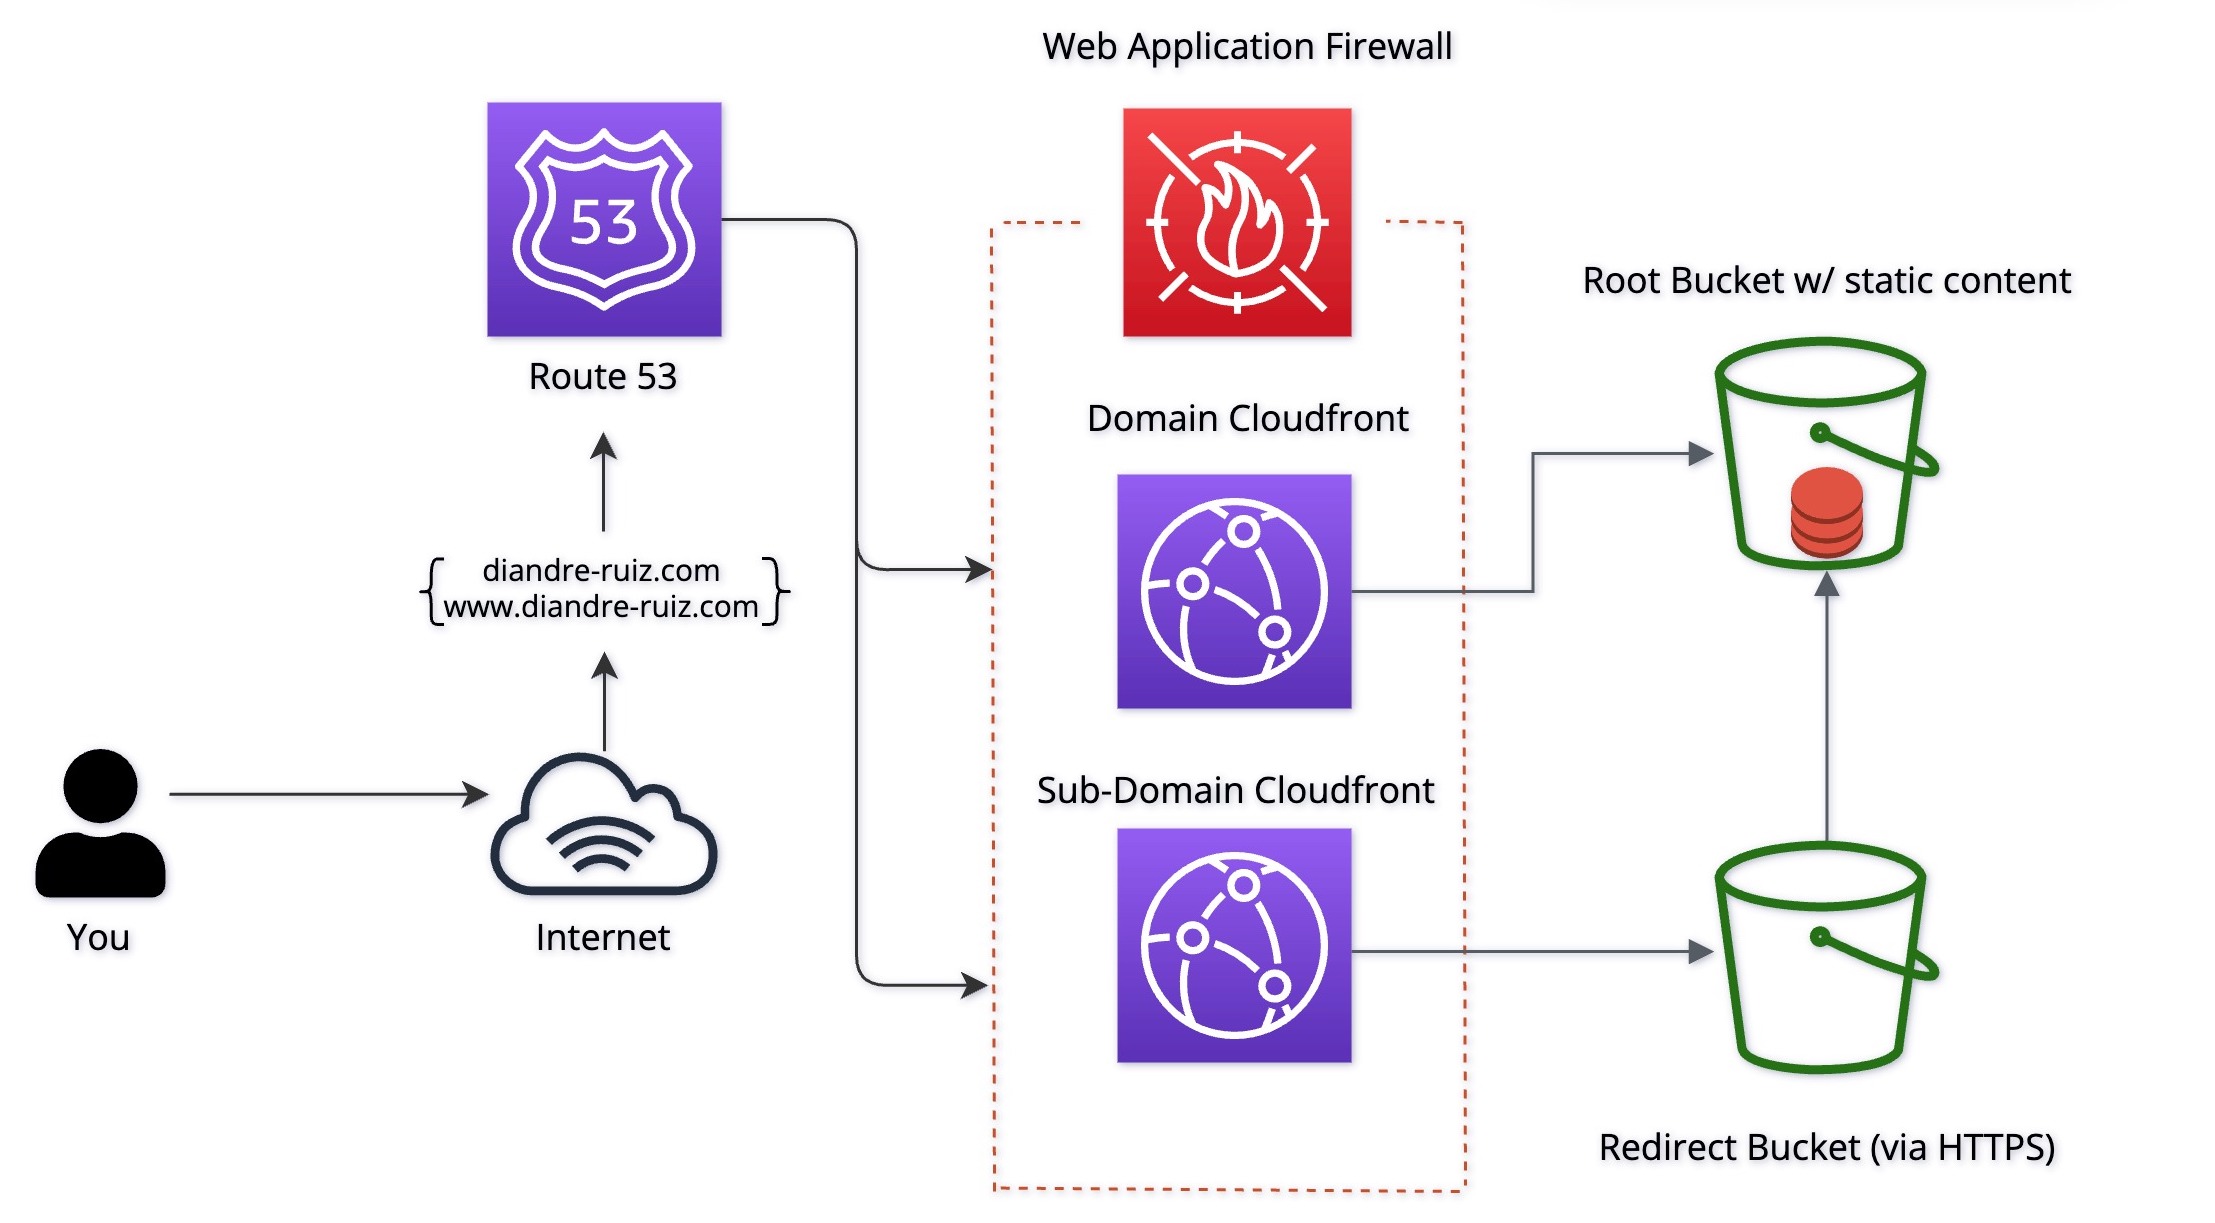 Web Application Firewall
53
Route 53
Root Bucket w/ static content
Domain Cloudfront
diandre-ruiz.com
www.diandre-ruiz.com
Sub-Domain Cloudfront
You
Internet
Redirect Bucket (via HTTPS)